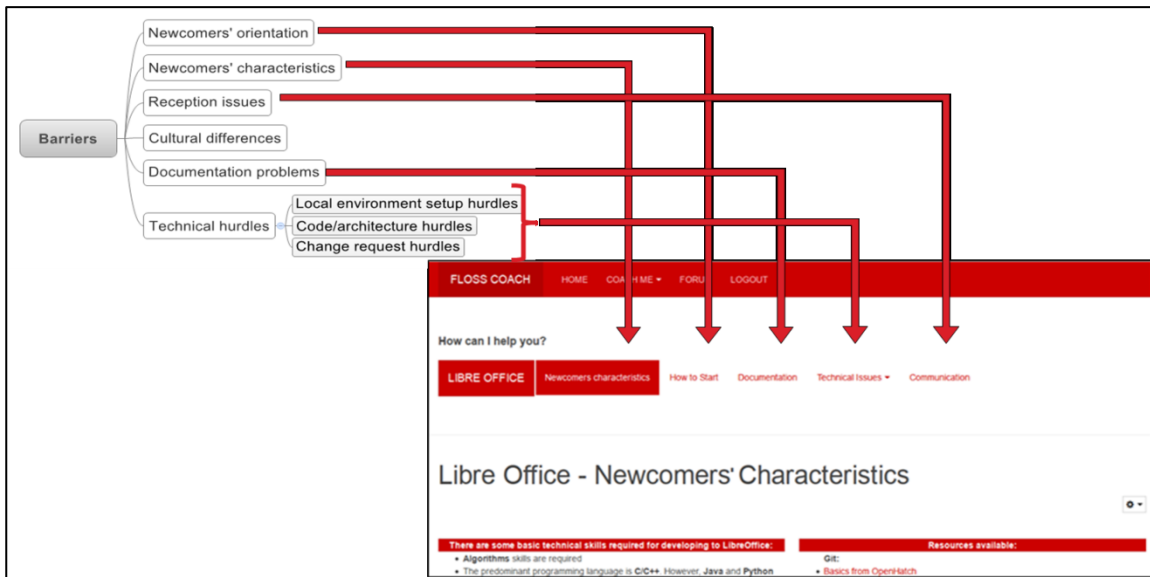 Newcomers' orientation
Newcomers' characteristics
Reception issues
Barriers
Cultural differences
Documentation problems
Technical hurdles
Local environment setup hurdles
Code/architecture hurdles
Change request hurdles
FLOSS COACH HOME COACH ME FORU LOGOUT
How can I help you?
LIBRE OFFICE Newcomers characteristics How to Start Documentation Technical Issues Communication
Libre Office - Newcomers' Characteristics
There are some basic technical skills required for developing to LibreOffice: Resources available:
• Algorithms skills are required Git:
• The predominant programming language is C/C++. However, Java and Python • Basics from OpenHatch